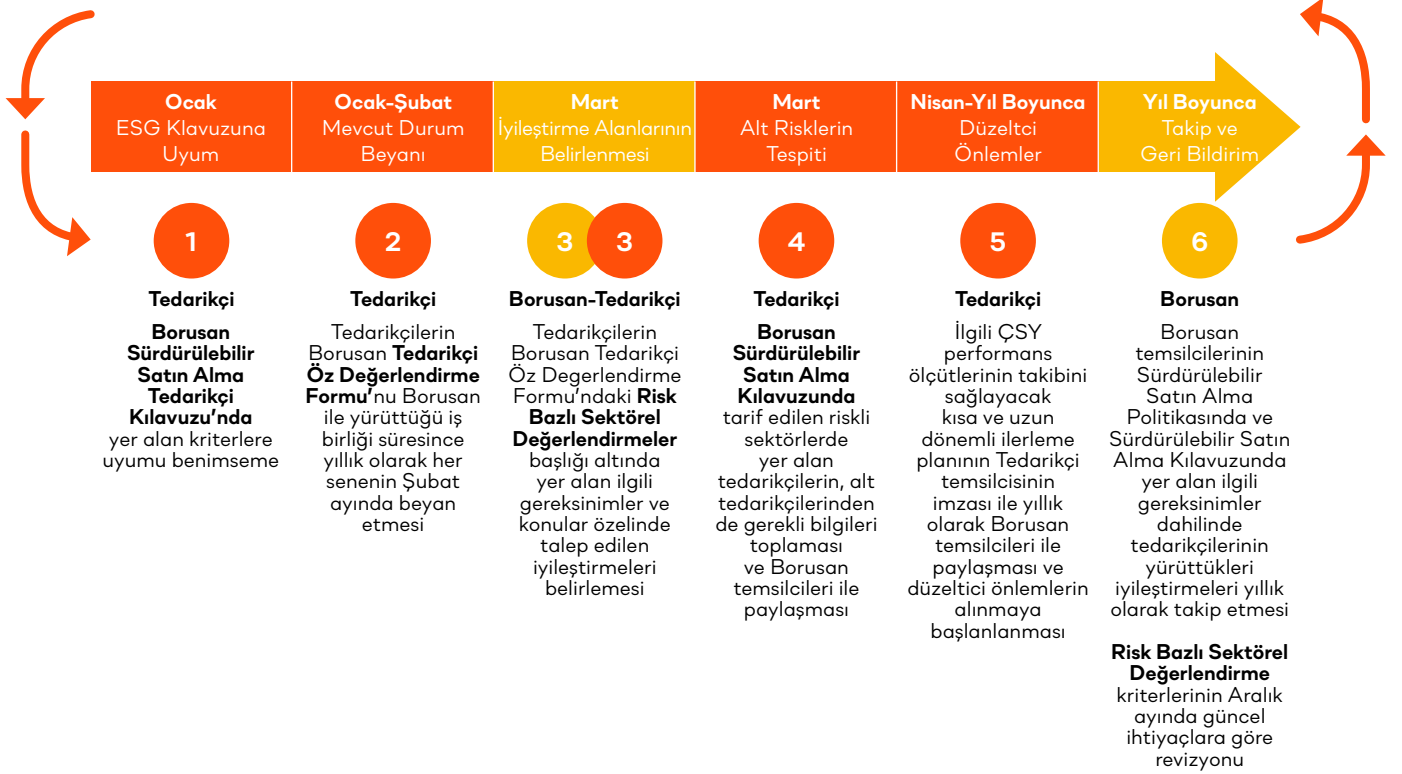 Ocak
ESG Klavuzuna
Uyum
Ocak-Şubat
Mevcut Durum
Beyanı
Mart
İyileştirme Alanlarının
Belirlenmesi
Mart
Alt Risklerin
Tespiti
Nisan-Yıl Boyunca
Düzeltci
Önlemler
Yıl Boyunca
Takip ve
Geri Bildirim
1
Tedarikçi
Borusan
Sürdürülebilir
Satın Alma
Tedarikçi
Kılavuzu’nda
yer alan kriterlere
uyumu benimseme
2
Tedarikçi
Tedarikçilerin
Borusan Tedarikçi
Öz Değerlendirme
Formu’nu Borusan
ile yürüttüğü iş
birliği süresince
yıllık olarak her
senenin Şubat
ayında beyan
etmesi
3 3
Borusan-Tedarikçi
Tedarikçilerin
Borusan Tedarikçi
Öz Degerlendirme
Formu’ndaki Risk
Bazlı Sektörel
Değerlendirmeler
başlığı altında
yer alan ilgili
gereksinimler ve
konular özelinde
talep edilen
iyileştirmeleri
belirlemesi
4
Tedarikçi
Borusan
Sürdürülebilir
Satın Alma
Kılavuzunda
tarif edilen riskli
sektörlerde
yer alan
tedarikçilerin, alt
tedarikçilerinden
de gerekli bilgileri
toplaması
ve Borusan
temsilcileri ile
paylaşması
5
Tedarikçi
İlgili ÇSY
performans
ölçütlerinin takibini
sağlayacak
kısa ve uzun
dönemli ilerleme
planının Tedarikçi
temsilcisinin
imzası ile yıllık
olarak Borusan
temsilcileri ile
paylaşması ve
düzeltici önlemlerin
alınmaya
başlanlanması
6
Borusan
Borusan
temsilcilerinin
Sürdürülebilir
Satın Alma
Politikasında ve
Sürdürülebilir Satın
Alma Kılavuzunda
yer alan ilgili
gereksinimler
dahilinde
tedarikçilerinin
yürüttükleri
iyileştirmeleri yıllık
olarak takip etmesi
Risk Bazlı Sektörel
Değerlendirme
kriterlerinin Aralık
ayında güncel
ihtiyaçlara göre
revizyonu